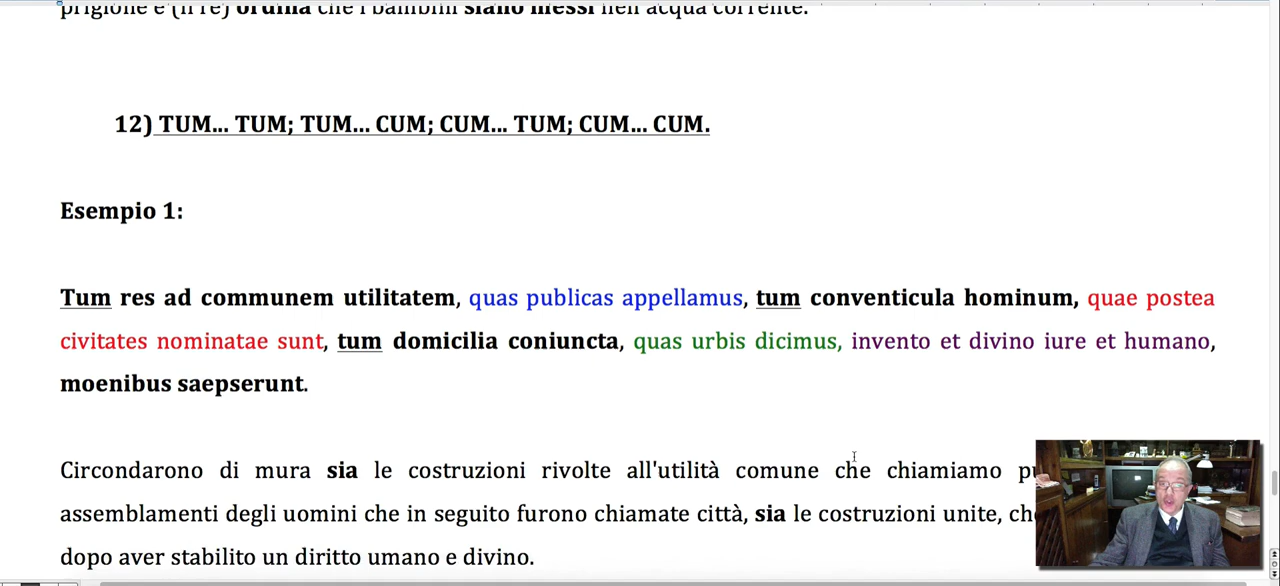 prigione e (il re) ordina che i bambini siano messi nell'acqua corrente.
12) TUM... TUM; TUM... CUM; CUM... TUM; CUM... CUM.
Esempio 1:
Tum res ad communem utilitatem, quas publicas appellamus, tum conventicula hominum, quae postea
civitates nominatae sunt, tum domicilia coniuncta, quas urbis dicimus, invento et divino iure et humano,
moenibus saepserunt.
Circondarono di mura sia le costruzioni rivolte all'utilità comune che chiamiamo
assemblamenti degli uomini che in seguito furono chiamate città, sia le costruzioni unite,
dopo aver stabilito un diritto umano e divino.